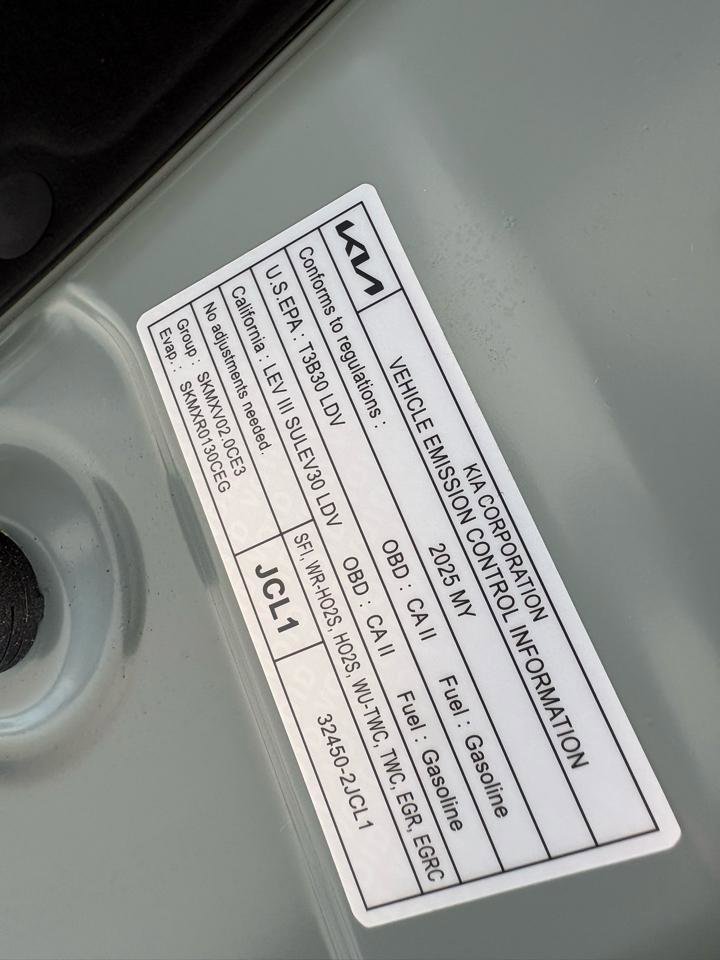 KIA
KIA CORPORATION
VEHICLE EMISSION CONTROL INFORMATION
Conforms to regulations : 2025 MY
U.S.EPA : T3B30 LDV OBD : CA II Fuel : Gasoline
California : LEV III SULEV30 LDV OBD : CA II Fuel : Gasoline
No adjustments needed. SFI, WR-HO2S, HO2S, WU-TWC, TWC, EGR, EGRC
Group : SKMXV02.0CE3
Evap. : SKMXR0130CEG
JCL1
32450-2JCL1